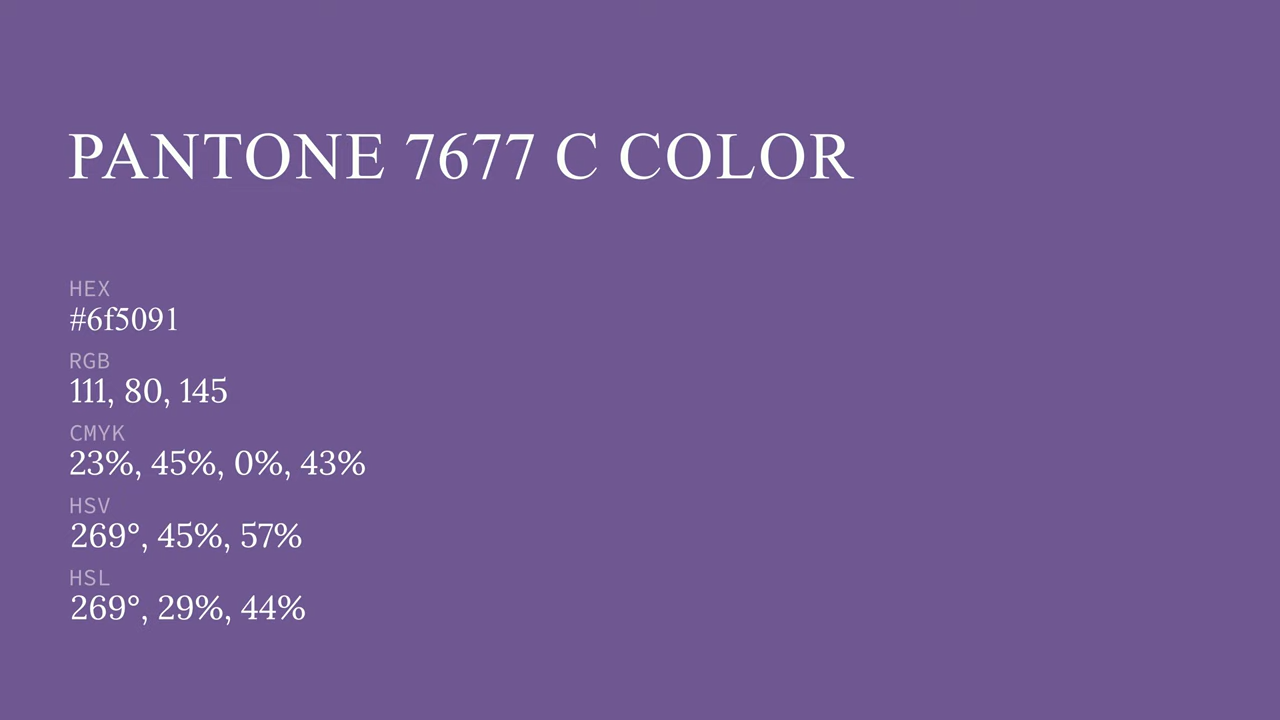 PANTONE 7677 C COLOR
HEX
#6f5091
RGB
111, 80, 145
CMYK
23%, 45%, 0%, 43%
HSV
269°, 45%, 57%
HSL
269°, 29%, 44%